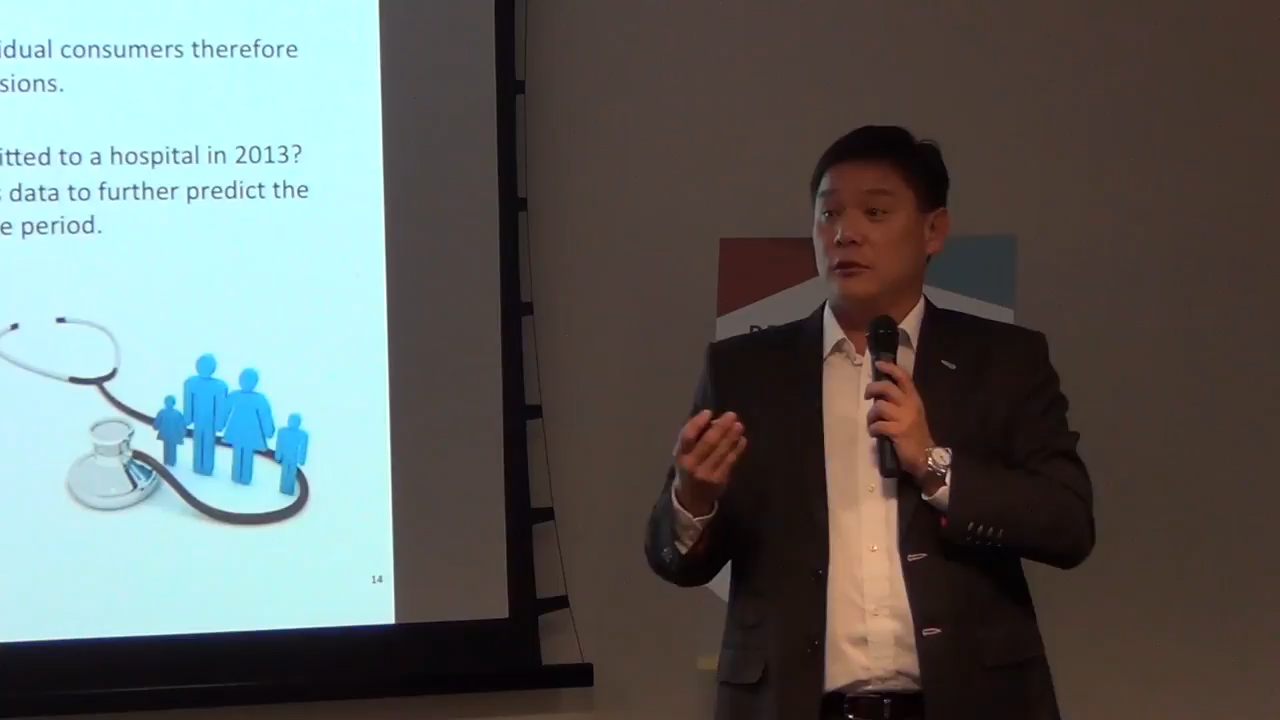 idual consumers therefore
sions.
itted to a hospital in 2013?
s data to further predict the
e period.
14